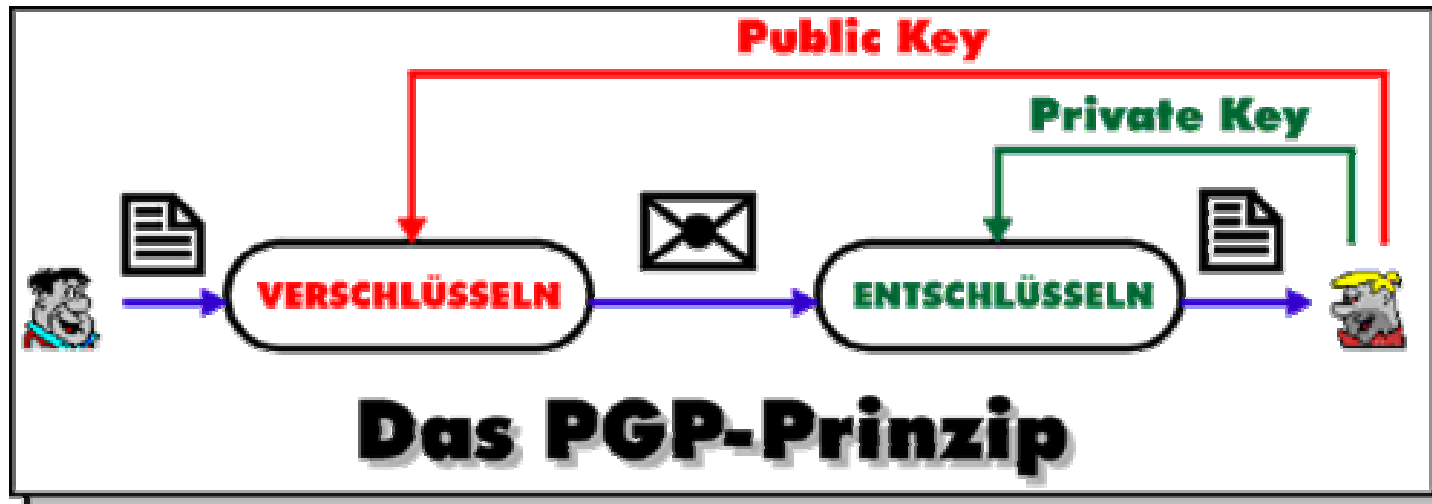 Public Key
Private Key
VERSCHLÜSSELN
ENTSCHLÜSSELN
Das PGP-Prinzip